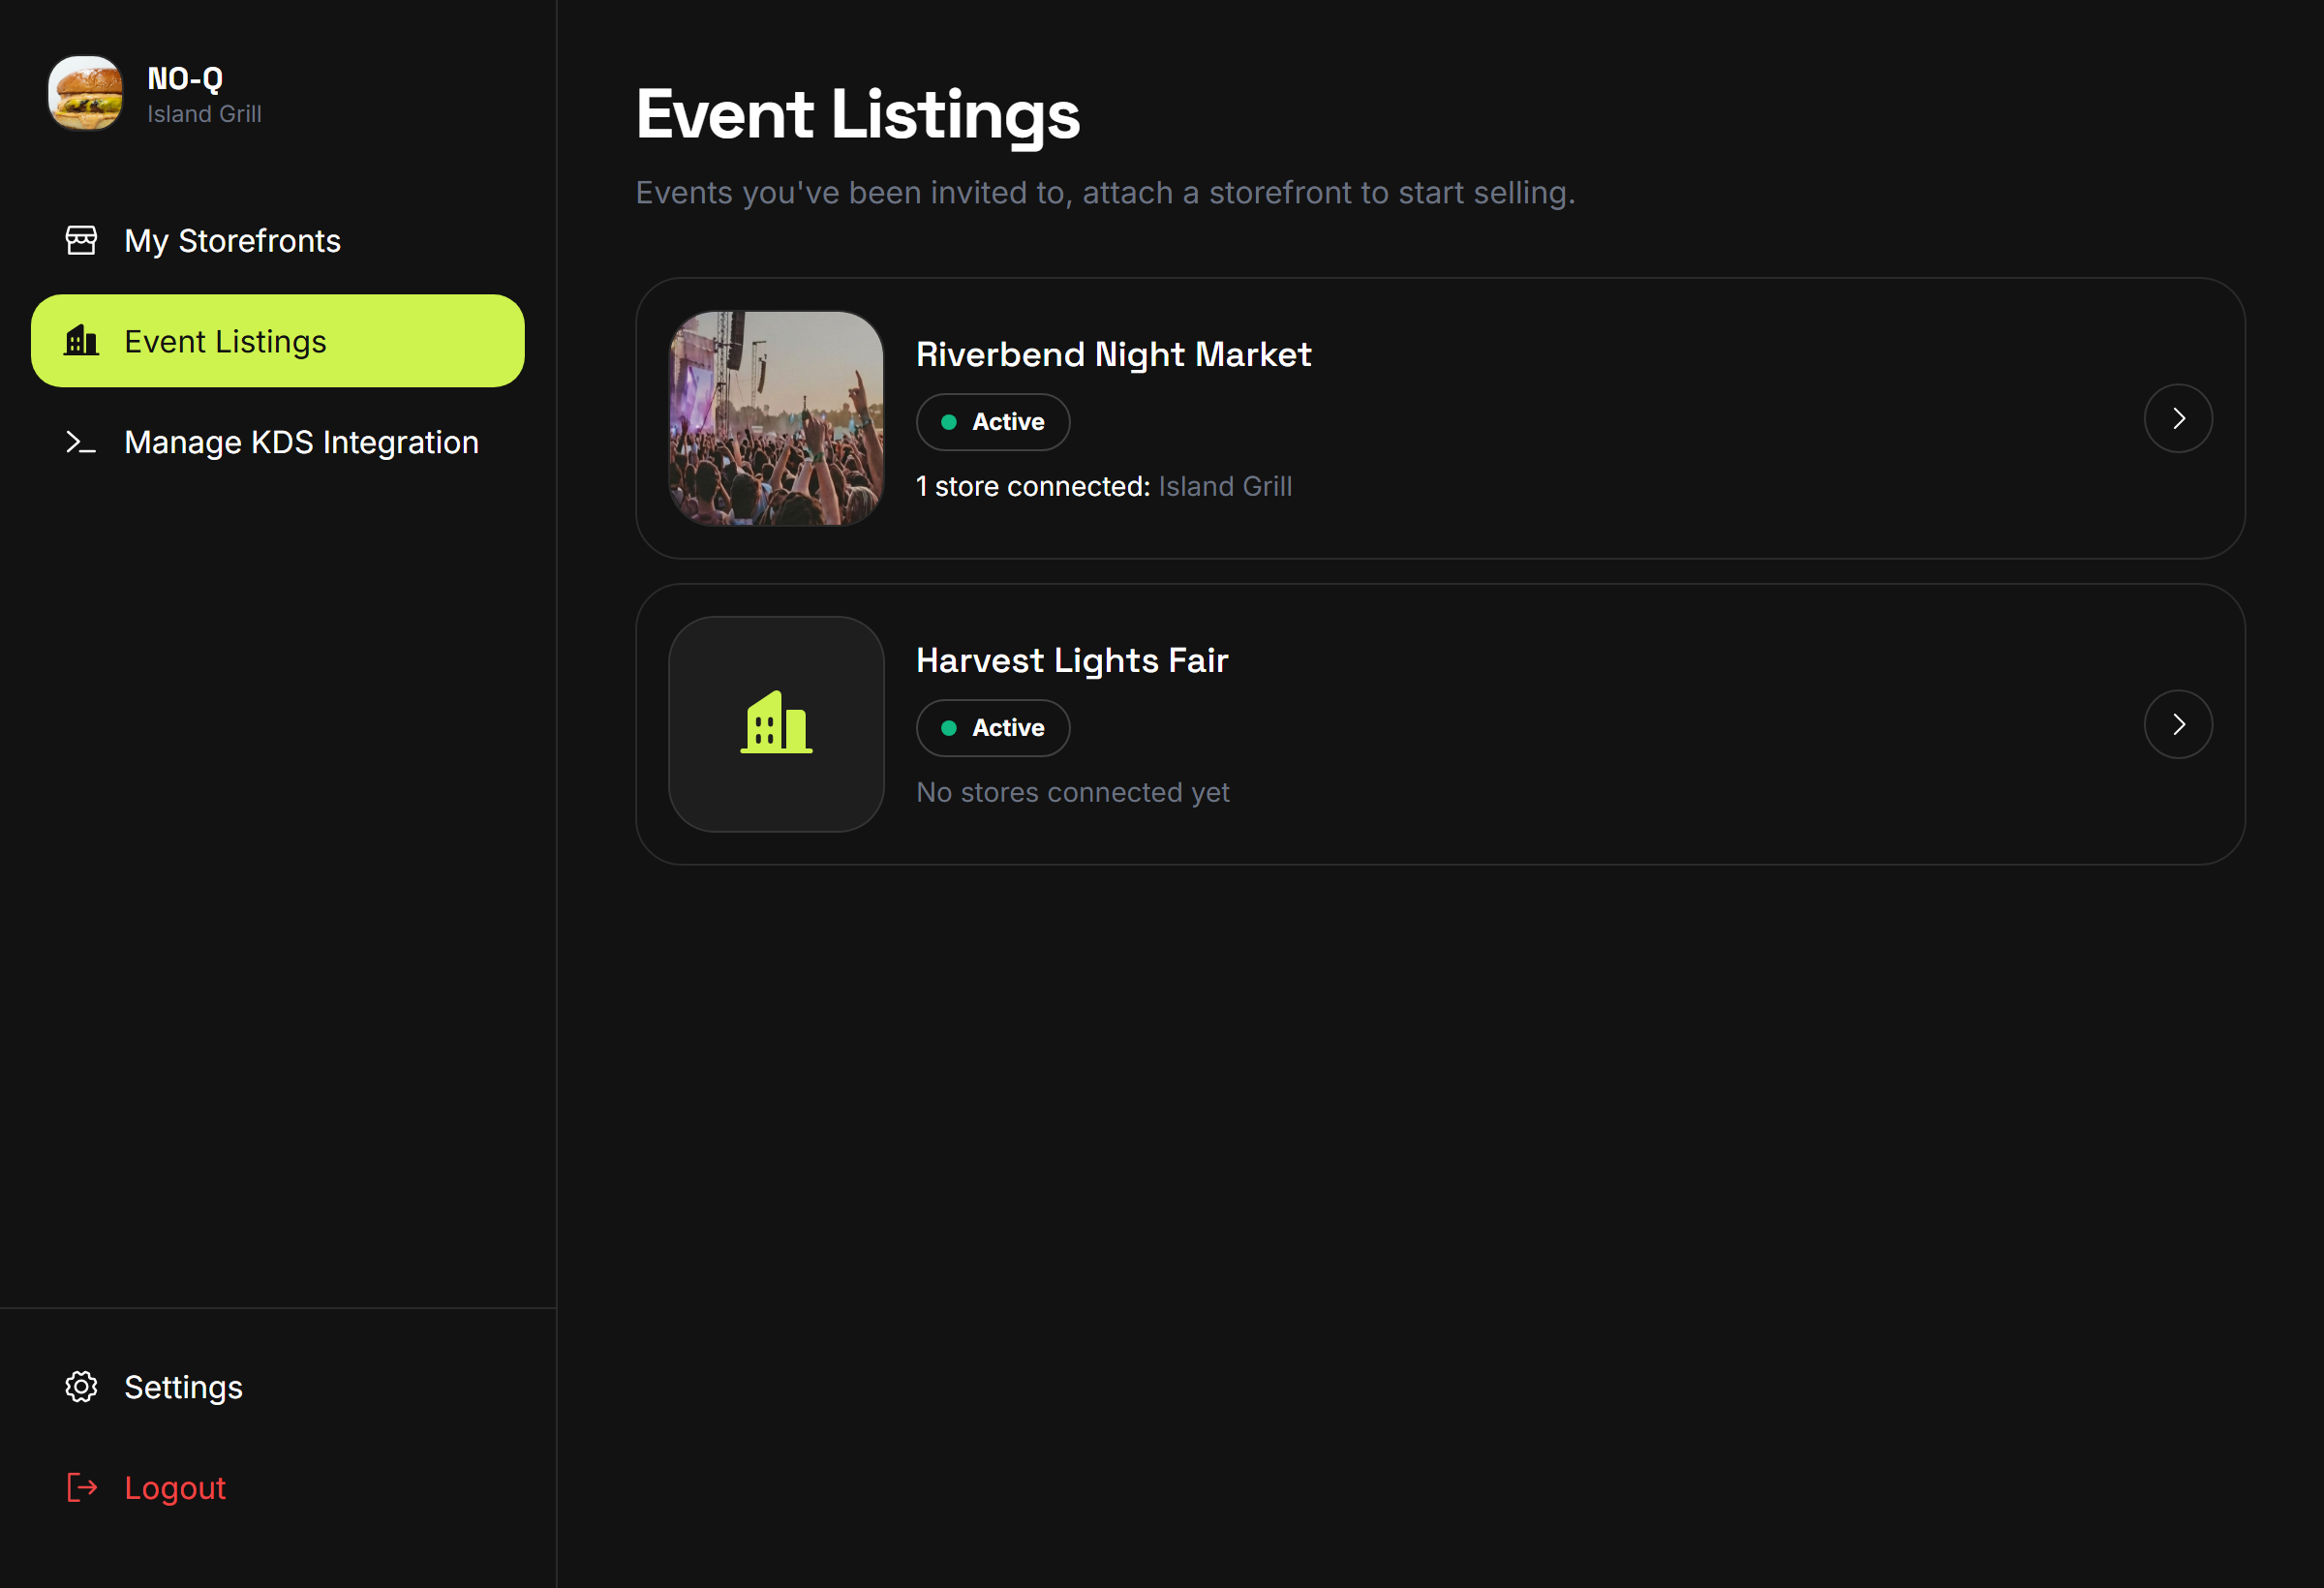 NO-Q
Island Grill
My Storefronts
Event Listings
Manage KDS Integration
Settings
Logout
Event Listings
Events you've been invited to, attach a storefront to start selling.
Riverbend Night Market
Active
1 store connected: Island Grill
Harvest Lights Fair
Active
No stores connected yet